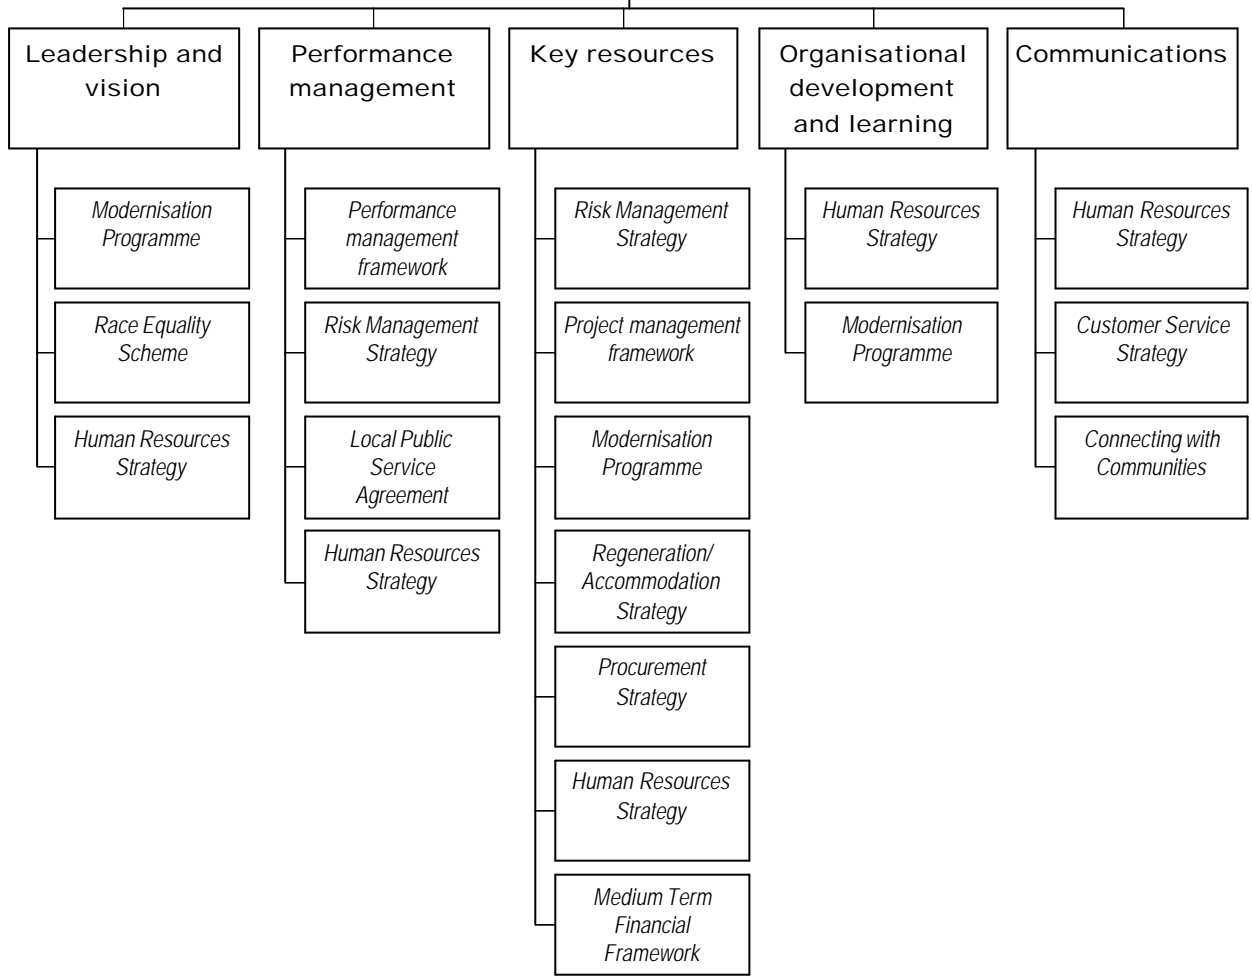 Leadership and
vision
Performance
management
Key resources
Organisational
development
and learning
Communications
Modernisation
Programme
Race Equality
Scheme
Human Resources
Strategy
Performance
management
framework
Risk Management
Strategy
Local Public
Service
Agreement
Human Resources
Strategy
Risk Management
Strategy
Project management
framework
Modernisation
Programme
Regeneration/
Accommodation
Strategy
Procurement
Strategy
Human Resources
Strategy
Medium Term
Financial
Framework
Human Resources
Strategy
Modernisation
Programme
Human Resources
Strategy
Customer Service
Strategy
Connecting with
Communities